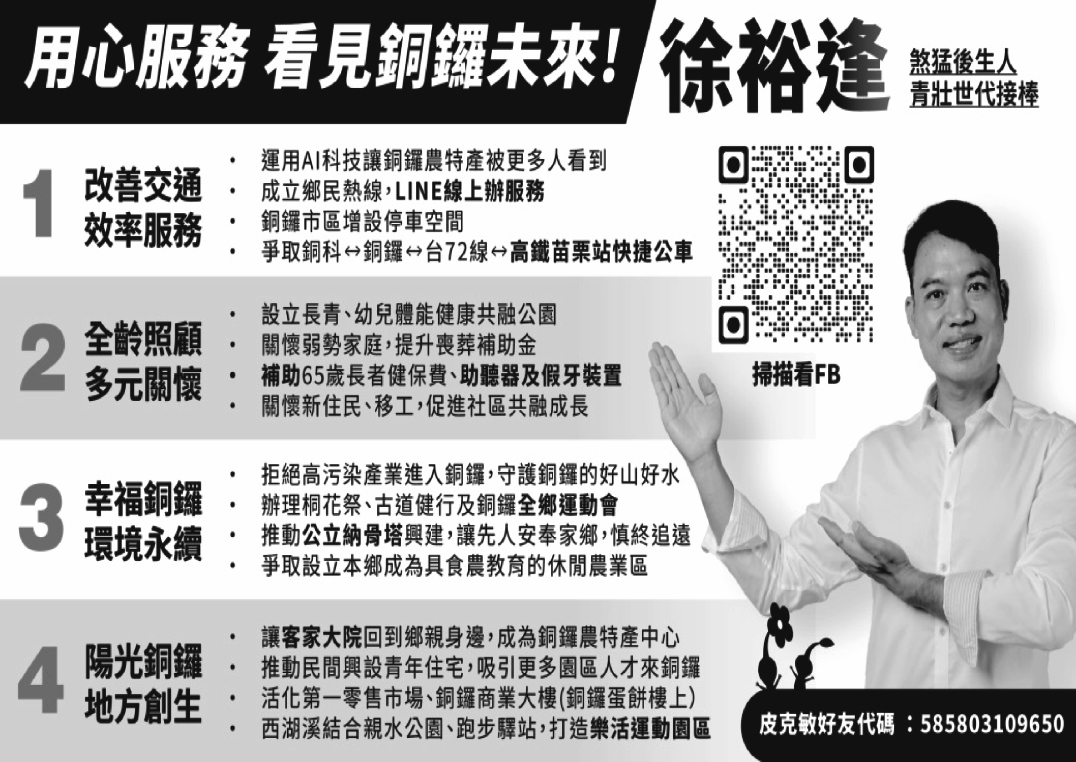 用心服務 看見銅鑼未來!
徐裕逢
煞猛後生人
青壯世代接棒
1
改善交通
效率服務
• 運用AI科技讓銅鑼農特產被更多人看到
• 成立鄉民熱線,LINE線上辦服務
• 銅鑼市區增設停車空間
• 爭取銅科↔銅鑼↔台72線↔高鐵苗栗站快捷公車
掃描看FB
2
全齡照顧
多元關懷
• 設立長青、幼兒體能健康共融公園
• 關懷弱勢家庭,提升喪葬補助金
• 補助65歲長者健保費、助聽器及假牙裝置
• 關懷新住民、移工,促進社區共融成長
3
幸福銅鑼
環境永續
• 拒絕高污染產業進入銅鑼,守護銅鑼的好山好水
• 辦理桐花祭、古道健行及銅鑼全鄉運動會
• 推動公立納骨塔興建,讓先人安奉家鄉,慎終追遠
• 爭取設立本鄉成為具食農教育的休閒農業區
4
陽光銅鑼
地方創生
• 讓客家大院回到鄉親身邊,成為銅鑼農特產中心
• 推動民間興設青年住宅,吸引更多園區人才來銅鑼
• 活化第一零售市場、銅鑼商業大樓(銅鑼蛋餅樓上)
• 西湖溪結合親水公園、跑步驛站,打造樂活運動園區
皮克敏好友代碼 :585803109650